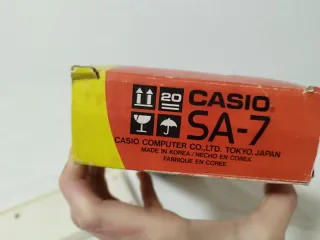 20 CASIO
SA-7
CASIO COMPUTER CO., LTD. TOKYO, JAPAN
MADE IN KOREA / HECHO EN COREA
FABRIQUE EN COREE